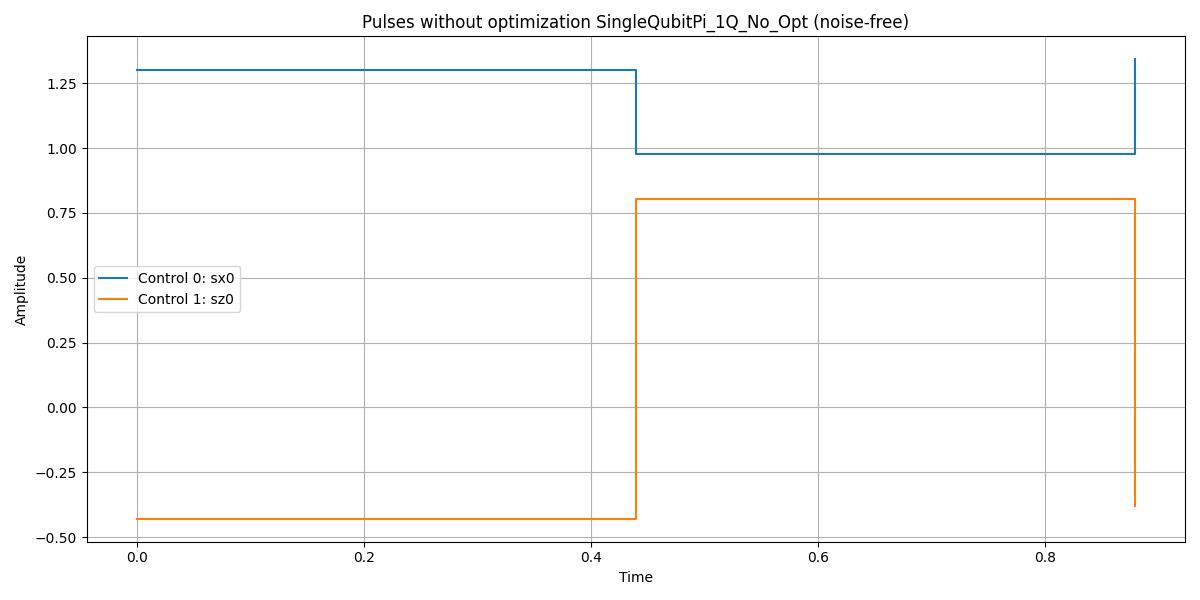 Pulses without optimization SingleQubitPi_1Q_No_Opt (noise-free)
Amplitude
1.25
1.00
0.75
0.50
0.25
0.00
−0.25
−0.50
Control 0: sx0
Control 1: sz0
0.0
0.2
0.4
0.6
0.8
Time